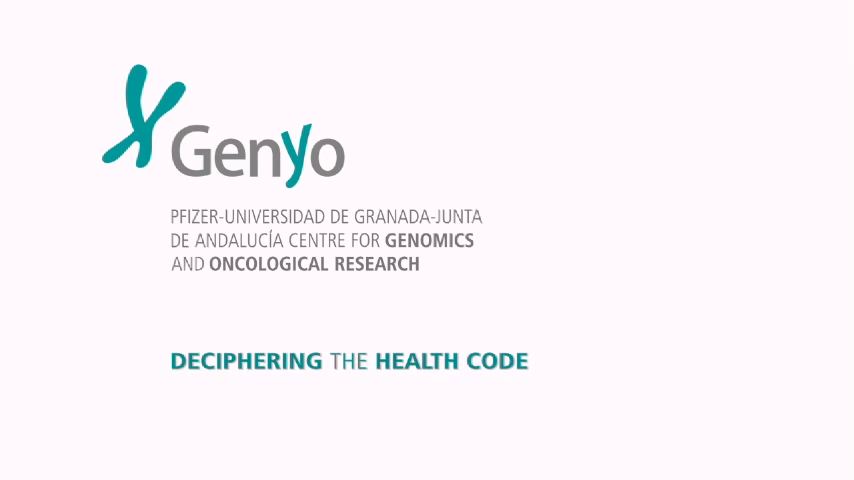 Genyo
PFIZER-UNIVERSIDAD DE GRANADA-JUNTA
DE ANDALUCÍA CENTRE FOR GENOMICS
AND ONCOLOGICAL RESEARCH
DECIPHERING THE HEALTH CODE